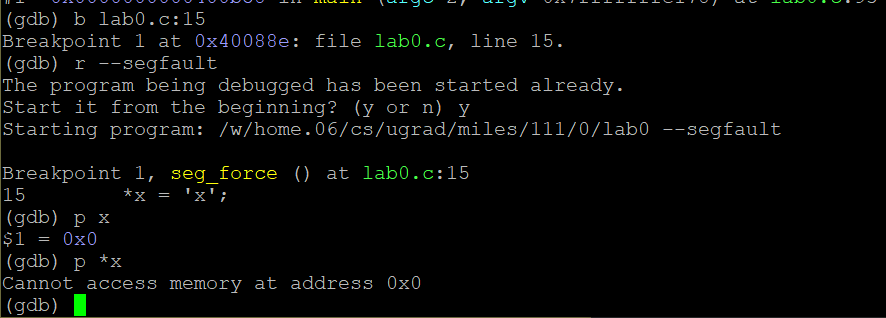 (gdb) b lab0.c:15
Breakpoint 1 at 0x40088e: file lab0.c, line 15.
(gdb) r --segfault
The program being debugged has been started already.
Start it from the beginning? (y or n) y
Starting program: /w/home.06/cs/ugrad/miles/111/0/lab0 --segfault
Breakpoint 1, seg_force () at lab0.c:15
15        *x = 'x';
(gdb) p x
$1 = 0x0
(gdb) p *x
Cannot access memory at address 0x0
(gdb)